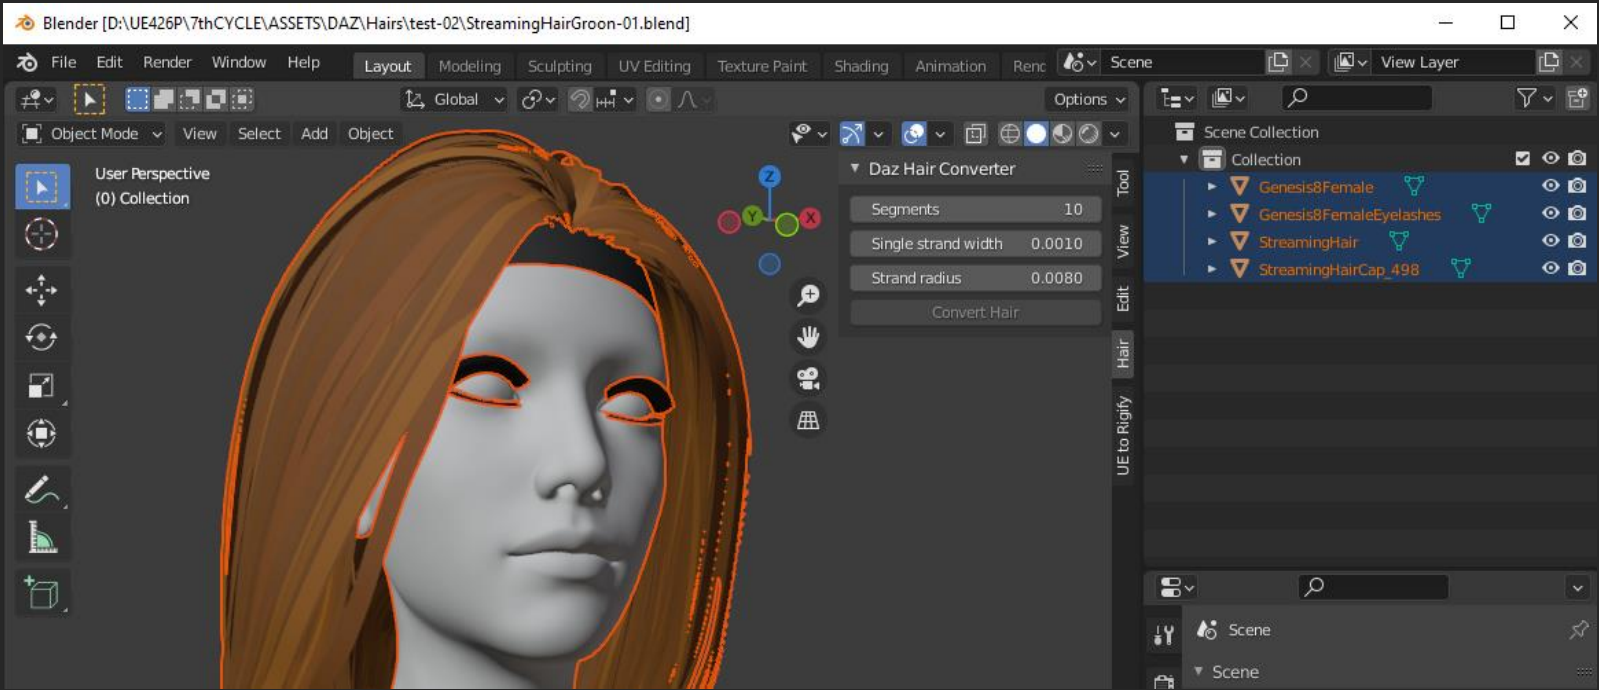 Blender [D:\UE426P\7thCYCLE\ASSETS\DAZ\Hairs\test-02\StreamingHairGroon-01.blend]
File Edit Render Window Help Layout Modeling Sculpting UV Editing Texture Paint Shading Animation Renc Scene View Layer
Global Options
Object Mode View Select Add Object
User Perspective
(0) Collection
Z
Y
X
Daz Hair Converter
Segments 10
Single strand width 0.0010
Strand radius 0.0080
Convert Hair
Tool
View
Edit
Hair
UE to Rigify
Scene Collection
Collection
Genesis8Female
Genesis8FemaleEyelashes
StreamingHair
StreamingHairCap_498
Scene
Scene